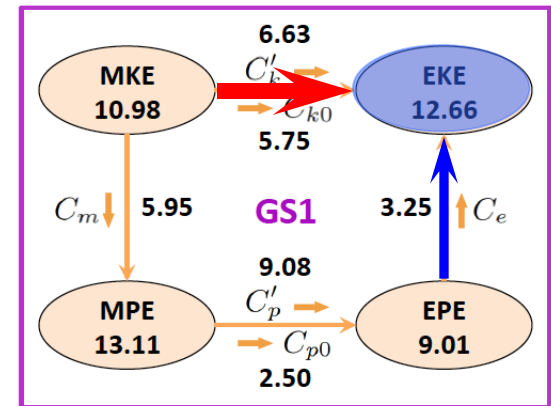 6.63
C'k
MKE
10.98
EKE
12.66
Ck0
5.75
Cm
5.95
GS1
3.25
Ce
9.08
C'p
MPE
13.11
EPE
9.01
Cp0
2.50